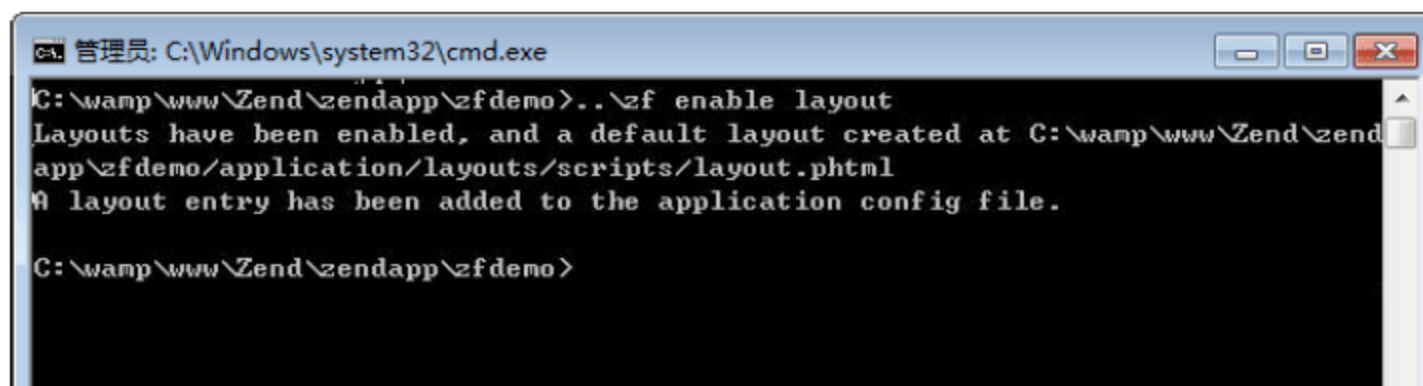 管理员: C:\Windows\system32\cmd.exe
C:\wamp\www\Zend\zendapp\zfdemo>..\zf enable layout
Layouts have been enabled, and a default layout created at C:\wamp\www\Zend\zend
app\zfdemo/application/layouts/scripts/layout.phtml
A layout entry has been added to the application config file.
C:\wamp\www\Zend\zendapp\zfdemo>